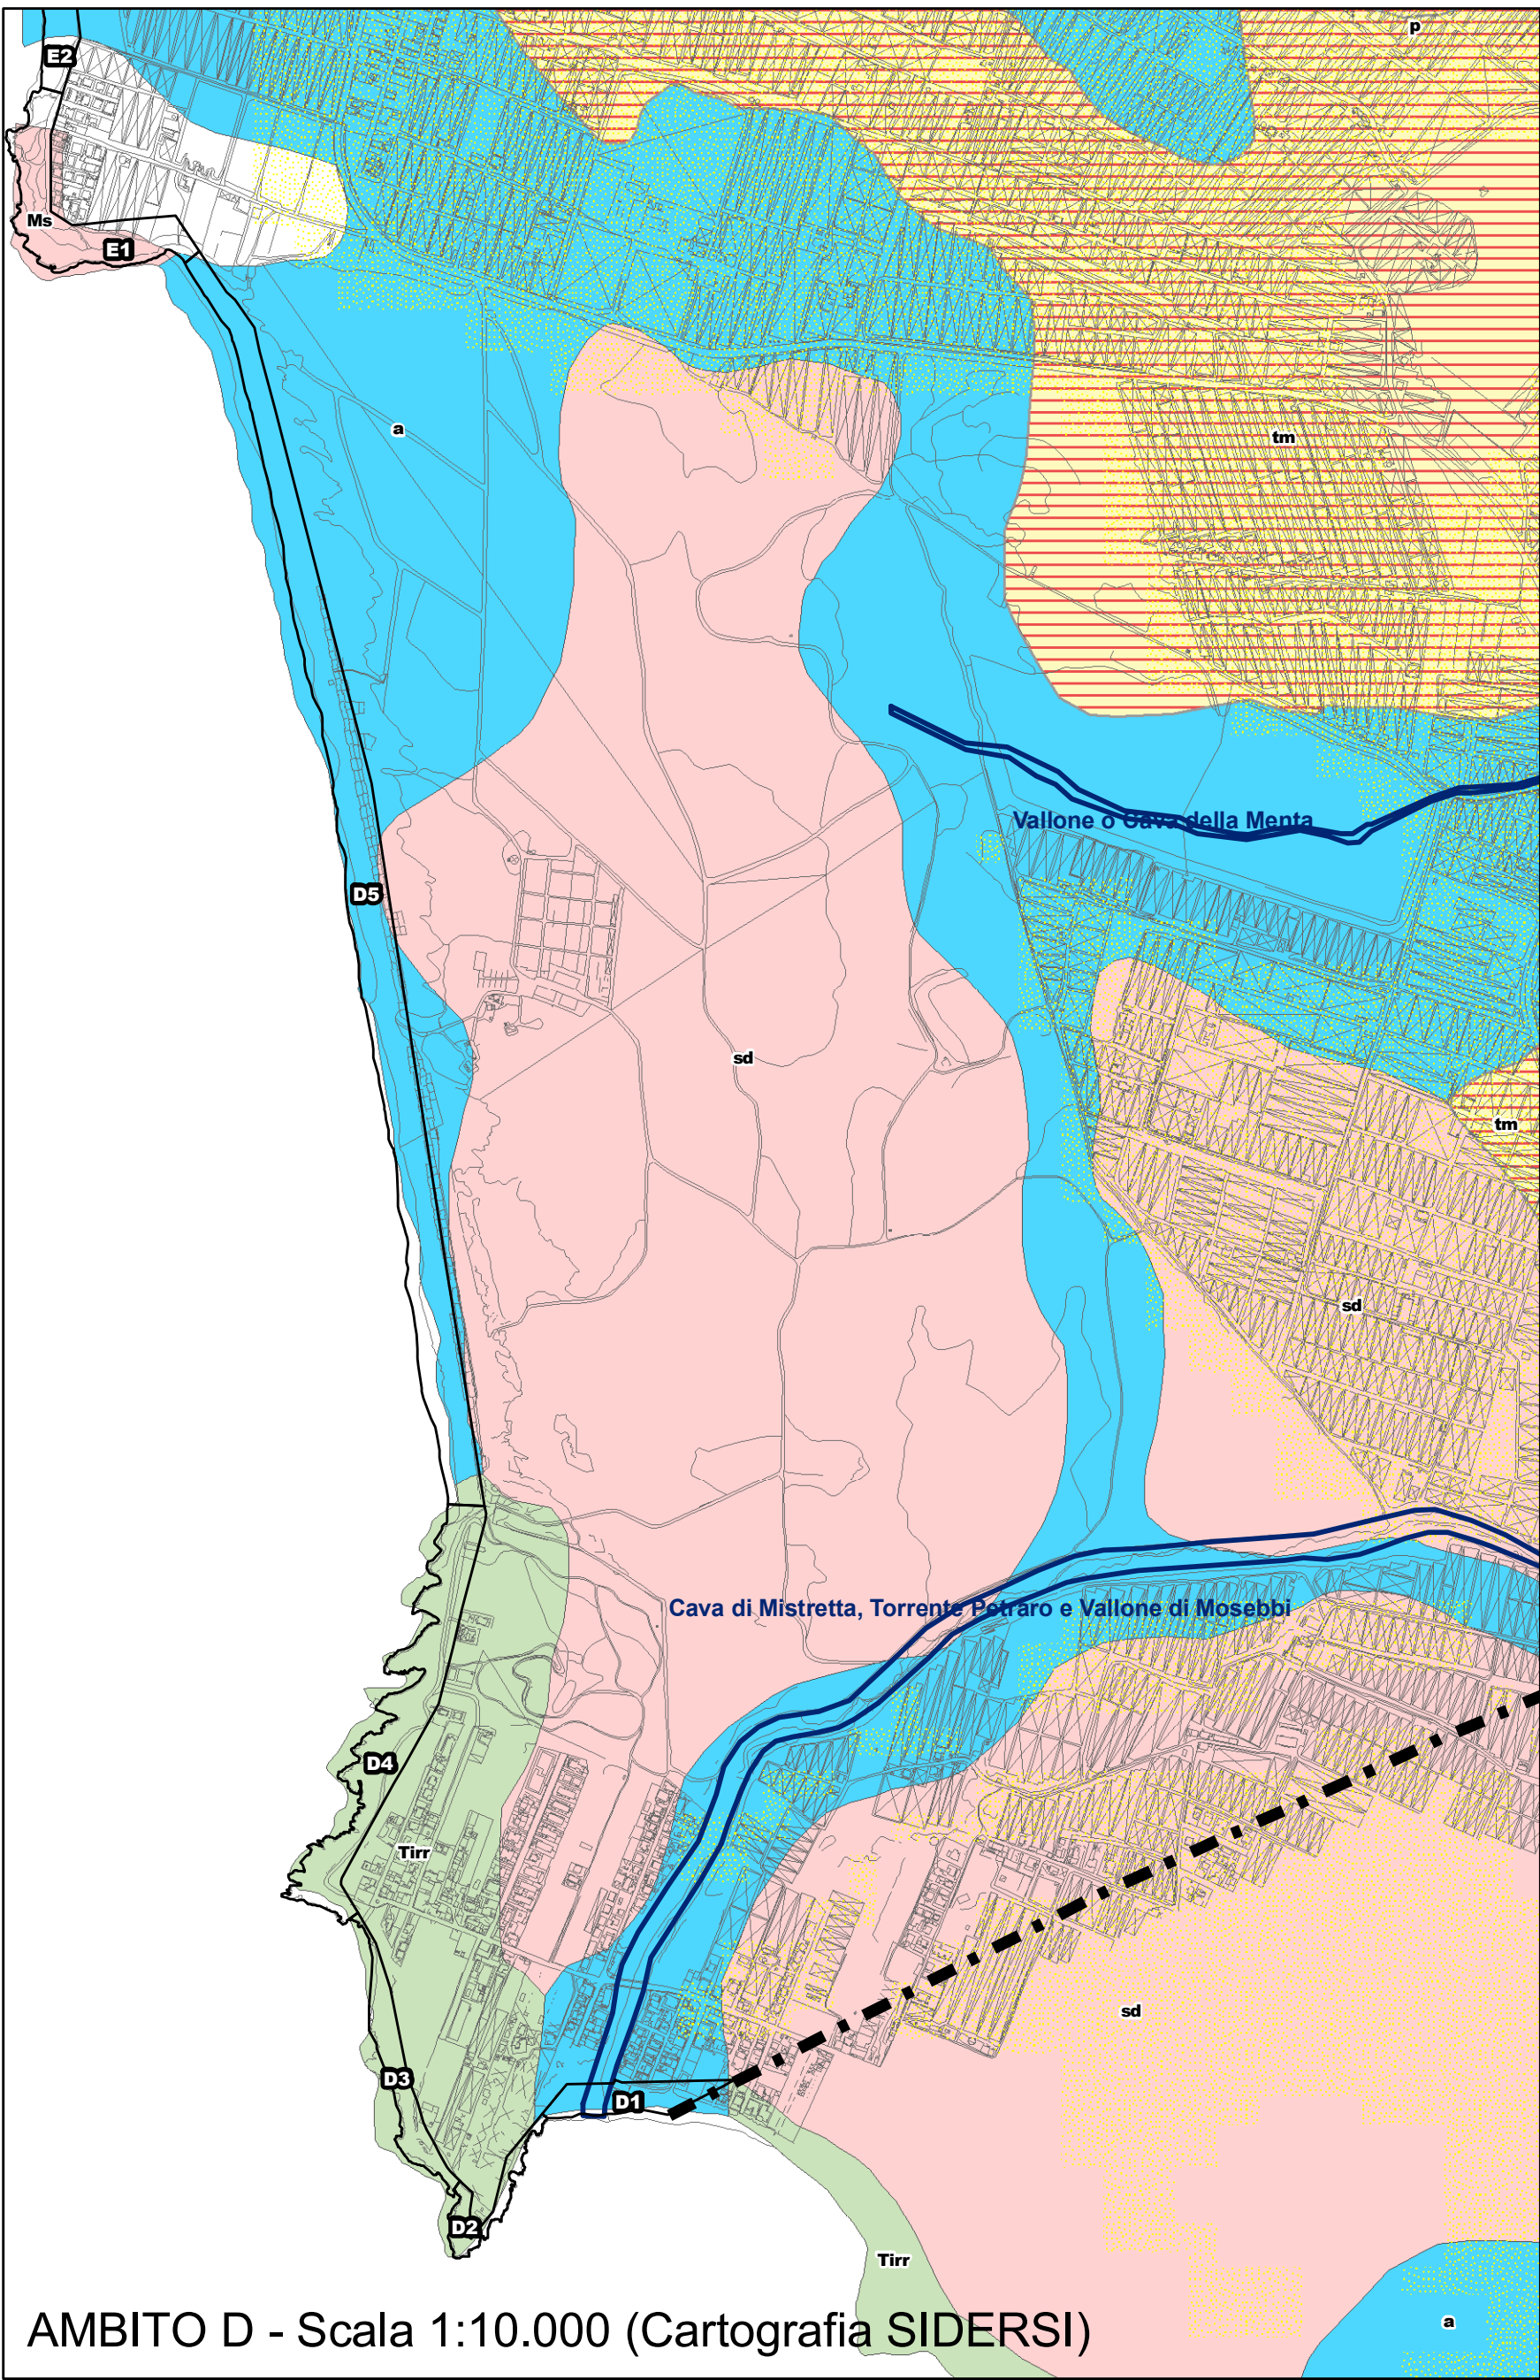 p
E2
Ms
E1
a
tm
Vallone o Cava della Menta
D5
sd
tm
sd
Cava di Mistretta, Torrente Petraro e Vallone di Mosebbi
D4
Tirr
sd
D3
D1
D2
Tirr
a
AMBITO D - Scala 1:10.000 (Cartografia SIDERSI)